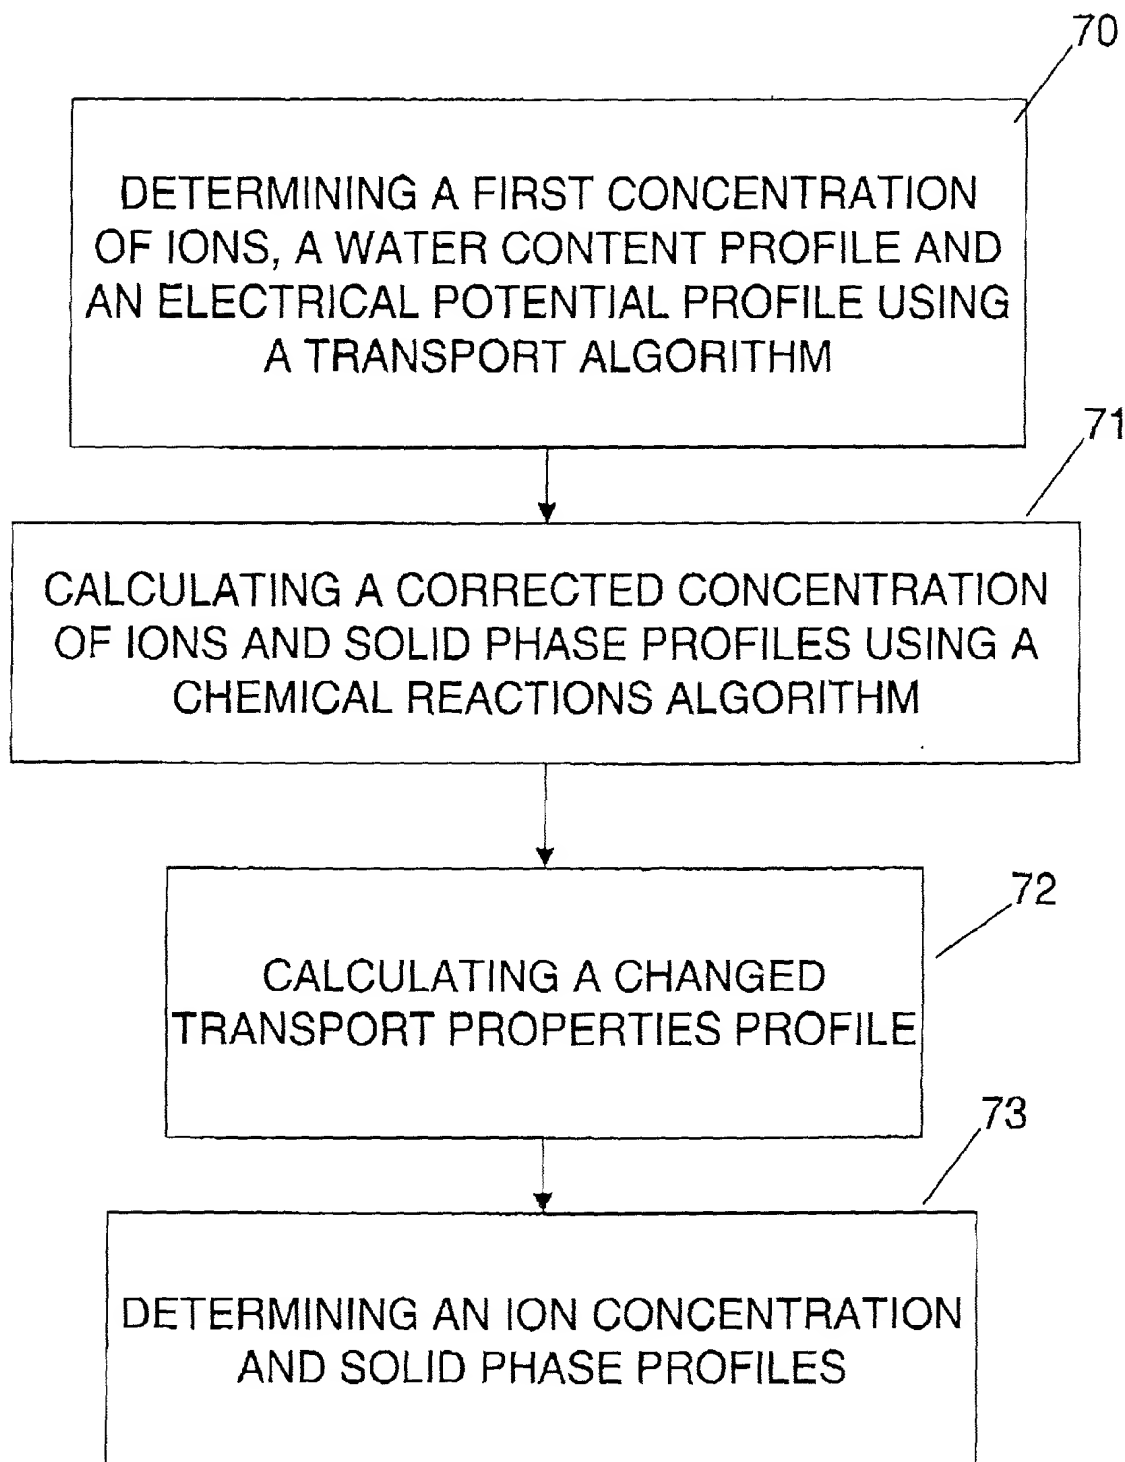 70
DETERMINING A FIRST CONCENTRATION
OF IONS, A WATER CONTENT PROFILE AND
AN ELECTRICAL POTENTIAL PROFILE USING
A TRANSPORT ALGORITHM
71
CALCULATING A CORRECTED CONCENTRATION
OF IONS AND SOLID PHASE PROFILES USING A
CHEMICAL REACTIONS ALGORITHM
72
CALCULATING A CHANGED
TRANSPORT PROPERTIES PROFILE
73
DETERMINING AN ION CONCENTRATION
AND SOLID PHASE PROFILES